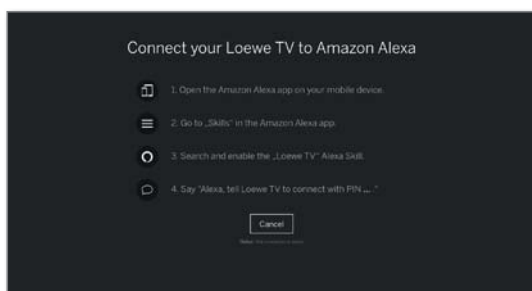 Connect your Loewe TV to Amazon Alexa
1. Open the Amazon Alexa app on your mobile device.
2. Go to „Skills“ in the Amazon Alexa app.
3. Search and enable the „Loewe TV“ Alexa Skill.
4. Say "Alexa, tell Loewe TV to connect with PIN ... ."
Cancel